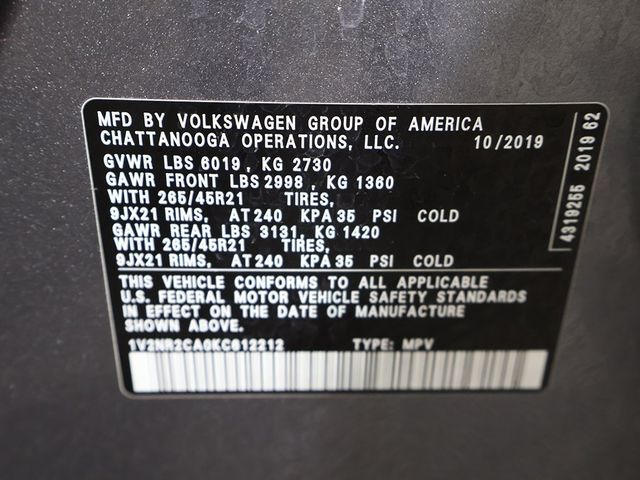 MFD BY VOLKSWAGEN GROUP OF AMERICA
CHATTANOOGA OPERATIONS, LLC. 10/2019
GVWR LBS 6019 , KG 2730
GAWR FRONT LBS 2998 , KG 1360
WITH 265/45R21 TIRES,
9JX21 RIMS, AT 240 KPA 35 PSI COLD
GAWR REAR LBS 3131, KG 1420
WITH 265/45R21 TIRES,
9JX21 RIMS, AT 240 KPA 35 PSI COLD
THIS VEHICLE CONFORMS TO ALL APPLICABLE
U.S. FEDERAL MOTOR VEHICLE SAFETY STANDARDS
IN EFFECT ON THE DATE OF MANUFACTURE
SHOWN ABOVE.
1V2NR2CA0KC612212 TYPE: MPV
4319255 2019 62